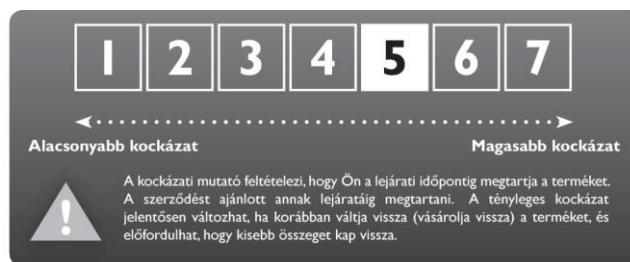 1 2 3 4 5 6 7
Alacsonyabb kockázat Magasabb kockázat
A kockázati mutató feltételezi, hogy Ön a lejárati időpontig megtartja a terméket.
A szerződést ajánlott annak lejáratáig megtartani. A tényleges kockázat
jelentősen változhat, ha korábban váltja vissza (vásárolja vissza) a terméket, és
előfordulhat, hogy kisebb összeget kap vissza.